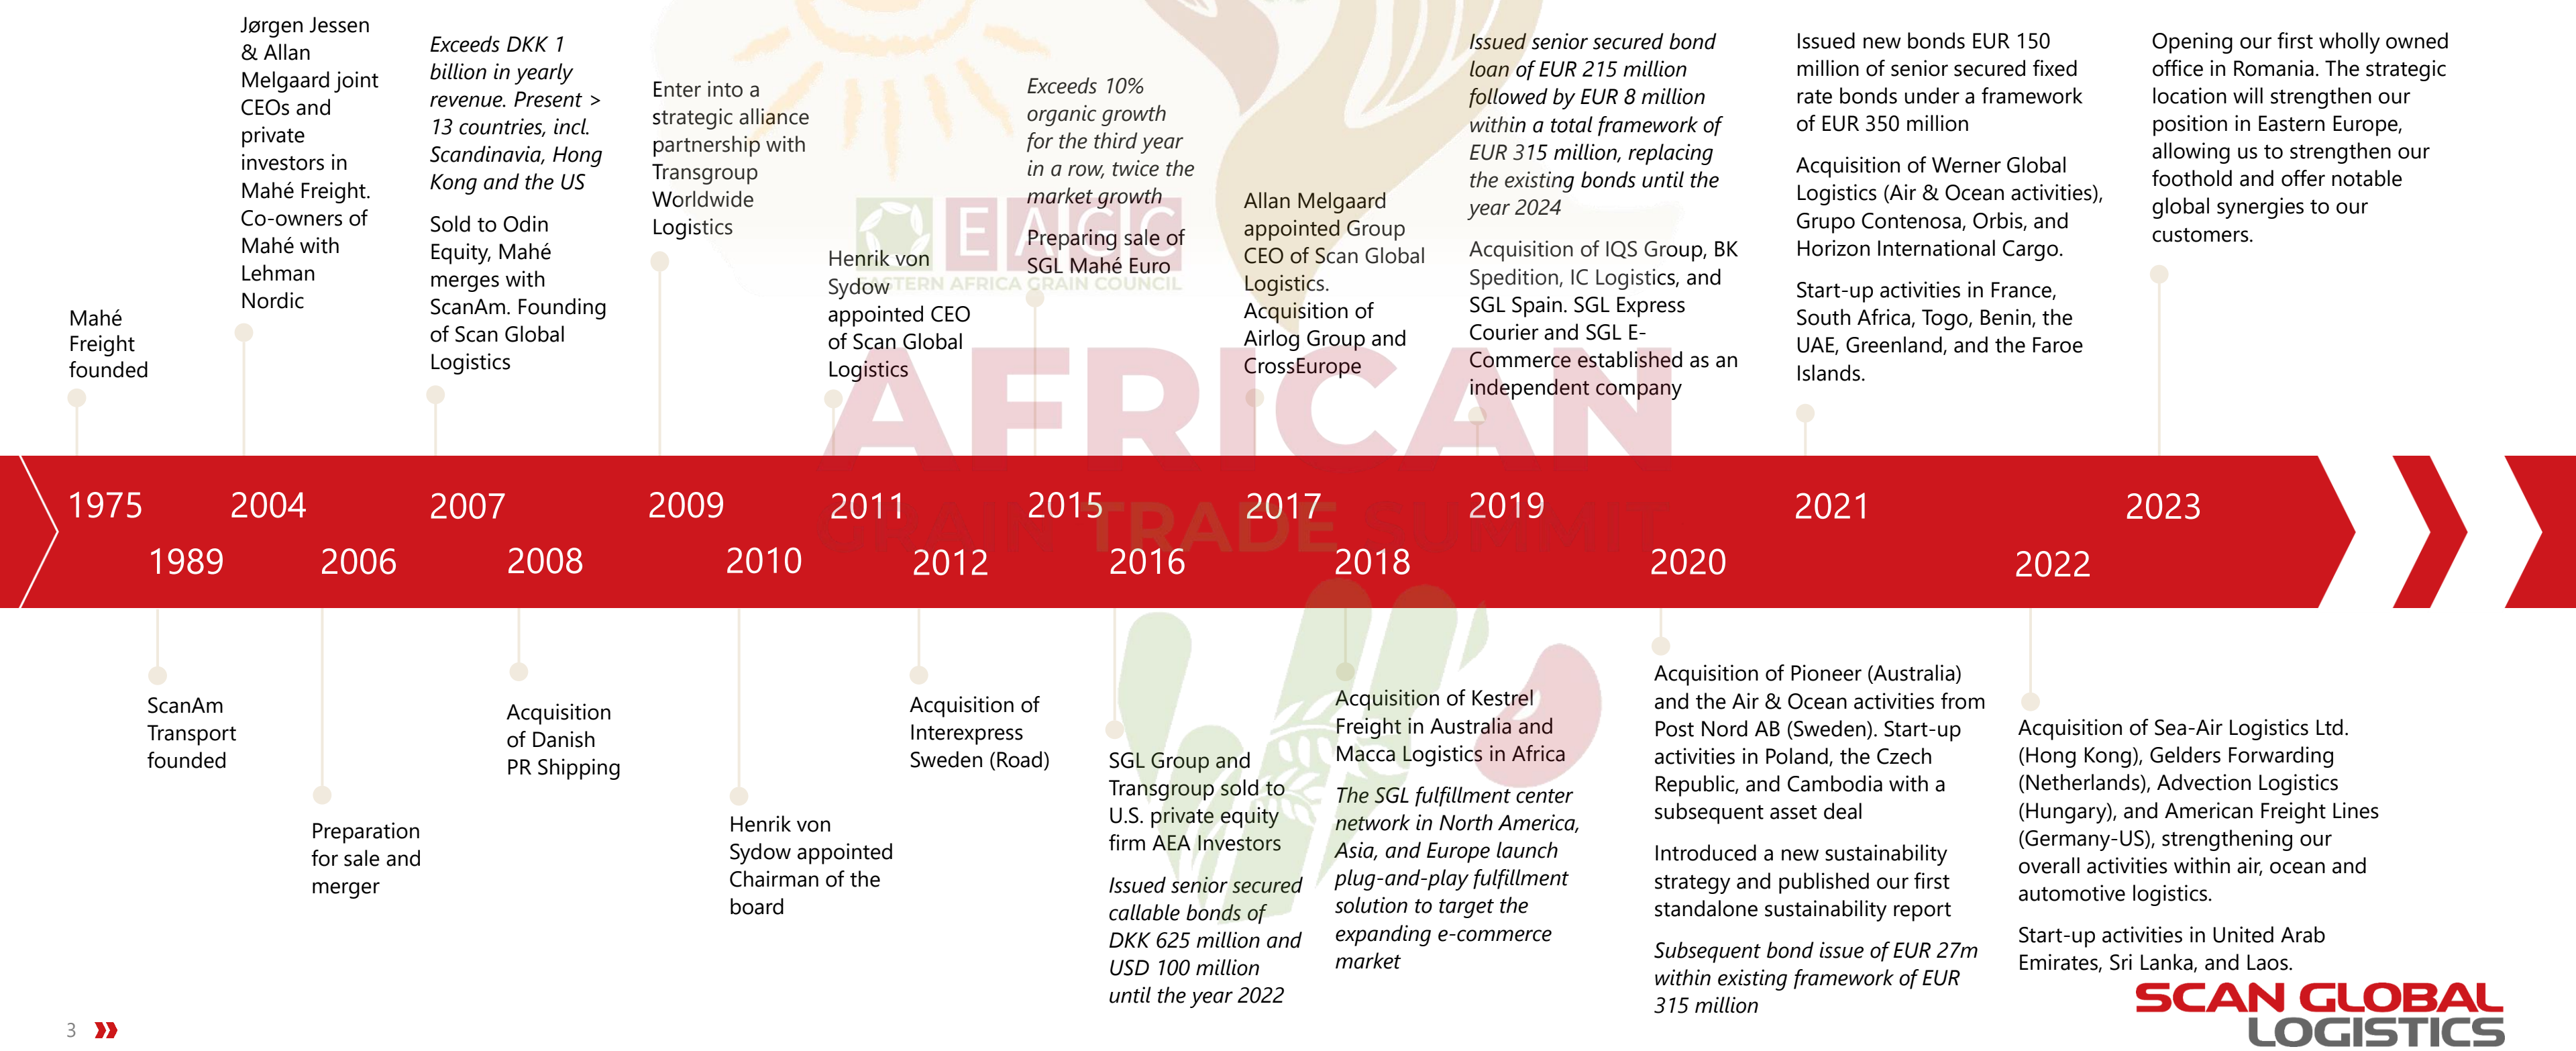 Jørgen Jessen
& Allan
Melgaard joint
CEOs and
private
investors in
Mahé Freight.
Co-owners of
Mahé with
Lehman
Nordic
Exceeds DKK 1
billion in yearly
revenue. Present >
13 countries, incl.
Scandinavia, Hong
Kong and the US
Sold to Odin
Equity, Mahé
merges with
ScanAm. Founding
of Scan Global
Logistics
Enter into a
strategic alliance
partnership with
Transgroup
Worldwide
Logistics
Exceeds 10%
organic growth
for the third year
in a row, twice the
market growth
Preparing sale of
SGL Mahé Euro
Issued senior secured bond
loan of EUR 215 million
followed by EUR 8 million
within a total framework of
EUR 315 million, replacing
the existing bonds until the
year 2024
Acquisition of IQS Group, BK
Spedition, IC Logistics, and
SGL Spain. SGL Express
Courier and SGL E-
Commerce established as an
independent company
Issued new bonds EUR 150
million of senior secured fixed
rate bonds under a framework
of EUR 350 million
Acquisition of Werner Global
Logistics (Air & Ocean activities),
Grupo Contenosa, Orbis, and
Horizon International Cargo.
Start-up activities in France,
South Africa, Togo, Benin, the
UAE, Greenland, and the Faroe
Islands.
Opening our first wholly owned
office in Romania. The strategic
location will strengthen our
position in Eastern Europe,
allowing us to strengthen our
foothold and offer notable
global synergies to our
customers.
Mahé
Freight
founded
Henrik von
Sydow
appointed CEO
of Scan Global
Logistics
Allan Melgaard
appointed Group
CEO of Scan Global
Logistics.
Acquisition of
Airlog Group and
CrossEurope
EAGC
EASTERN AFRICA GRAIN COUNCIL
AFRICAN
GRAIN TRADE SUMMIT
1975 2004 2007 2009 2011 2015 2017 2019 2021 2023
1989 2006 2008 2010 2012 2016 2018 2020 2022
ScanAm
Transport
founded
Preparation
for sale and
merger
Acquisition
of Danish
PR Shipping
Henrik von
Sydow appointed
Chairman of the
board
Acquisition of
Interexpress
Sweden (Road)
SGL Group and
Transgroup sold to
U.S. private equity
firm AEA Investors
Issued senior secured
callable bonds of
DKK 625 million and
USD 100 million
until the year 2022
Acquisition of Kestrel
Freight in Australia and
Macca Logistics in Africa
The SGL fulfillment center
network in North America,
Asia, and Europe launch
plug-and-play fulfillment
solution to target the
expanding e-commerce
market
Acquisition of Pioneer (Australia)
and the Air & Ocean activities from
Post Nord AB (Sweden). Start-up
activities in Poland, the Czech
Republic, and Cambodia with a
subsequent asset deal
Introduced a new sustainability
strategy and published our first
standalone sustainability report
Subsequent bond issue of EUR 27m
within existing framework of EUR
315 million
Acquisition of Sea-Air Logistics Ltd.
(Hong Kong), Gelders Forwarding
(Netherlands), Advection Logistics
(Hungary), and American Freight Lines
(Germany-US), strengthening our
overall activities within air, ocean and
automotive logistics.
Start-up activities in United Arab
Emirates, Sri Lanka, and Laos.
3
SCAN GLOBAL
LOGISTICS